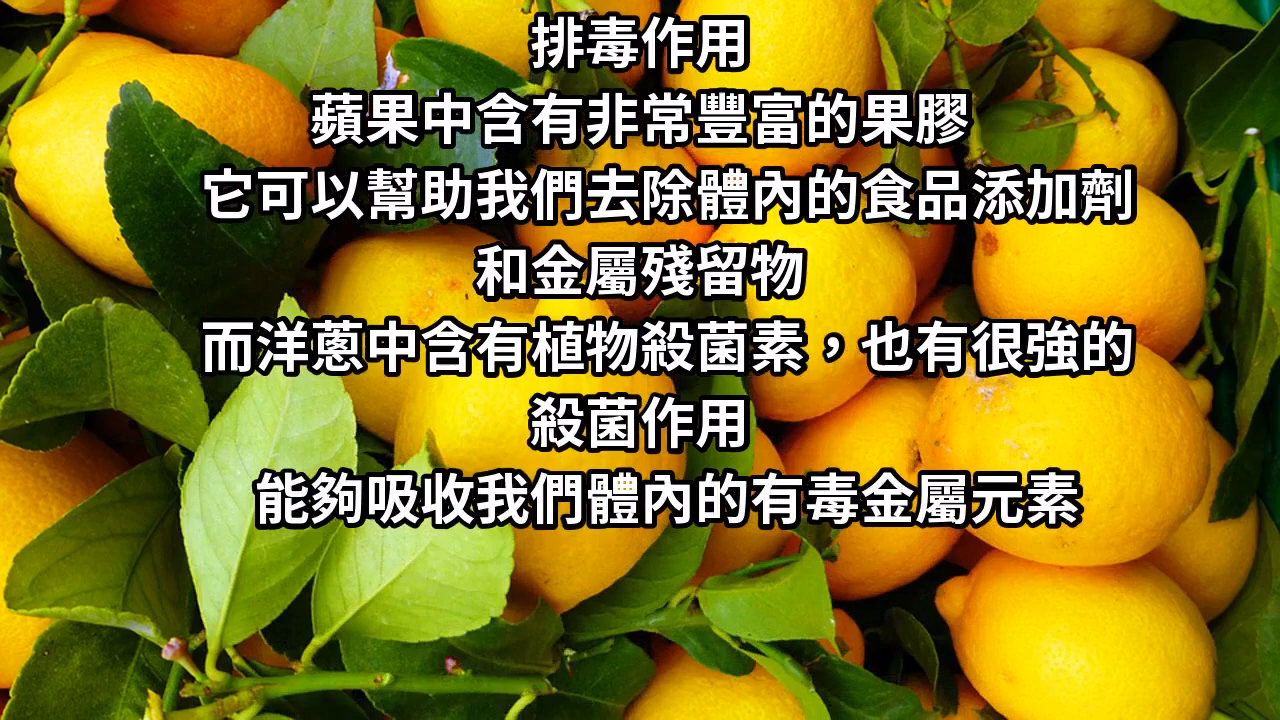 排毒作用
蘋果中含有非常豐富的果膠
它可以幫助我們去除體內的食品添加劑
和金屬殘留物
而洋蔥中含有植物殺菌素，也有很強的
殺菌作用
能夠吸收我們體內的有毒金屬元素